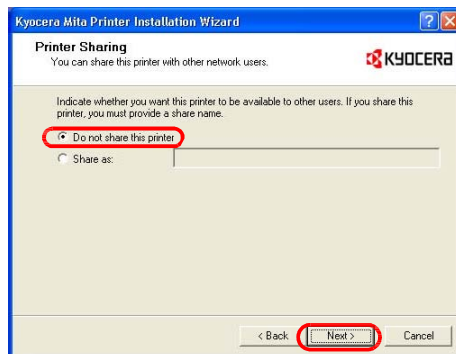 Kyocera Mita Printer Installation Wizard
Printer Sharing
You can share this printer with other network users.
KYOCERA
Indicate whether you want this printer to be available to other users. If you share this
printer, you must provide a share name.
Do not share this printer
Share as:
< Back
Next >
Cancel